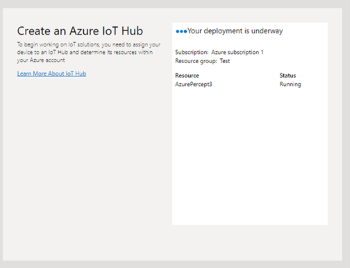 Create an Azure IoT Hub
To begin working on IoT solutions, you need to assign your
device to an IoT Hub and determine its resources within
your Azure account
Learn More About IoT Hub
Your deployment is underway
Subscription: Azure subscription 1
Resource group: Test
Resource Status
AzurePercept3 Running